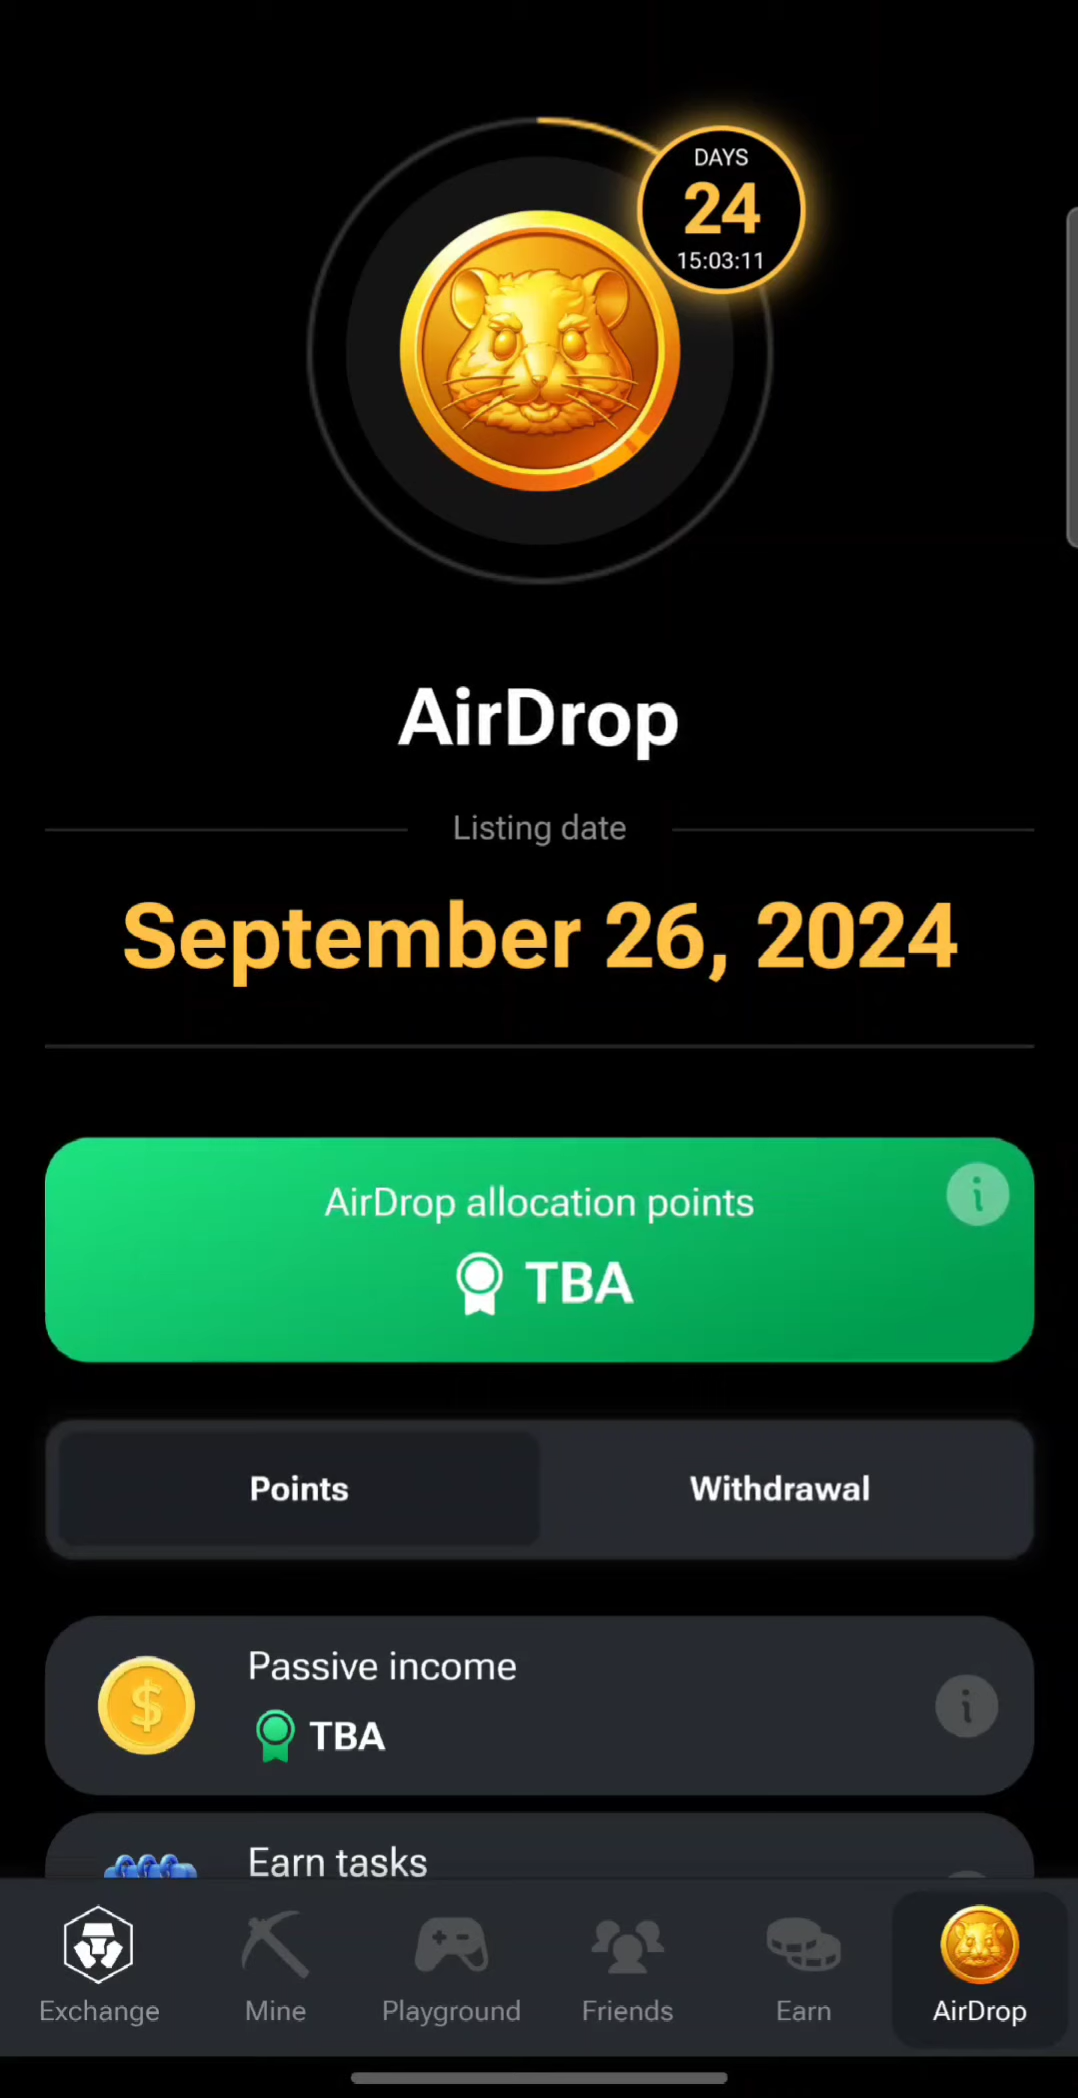 DAYS
24
15:03:11
AirDrop
Listing date
September 26, 2024
AirDrop allocation points
TBA
Points
Withdrawal
Passive income
TBA
Earn tasks
Exchange
Mine
Playground
Friends
Earn
AirDrop